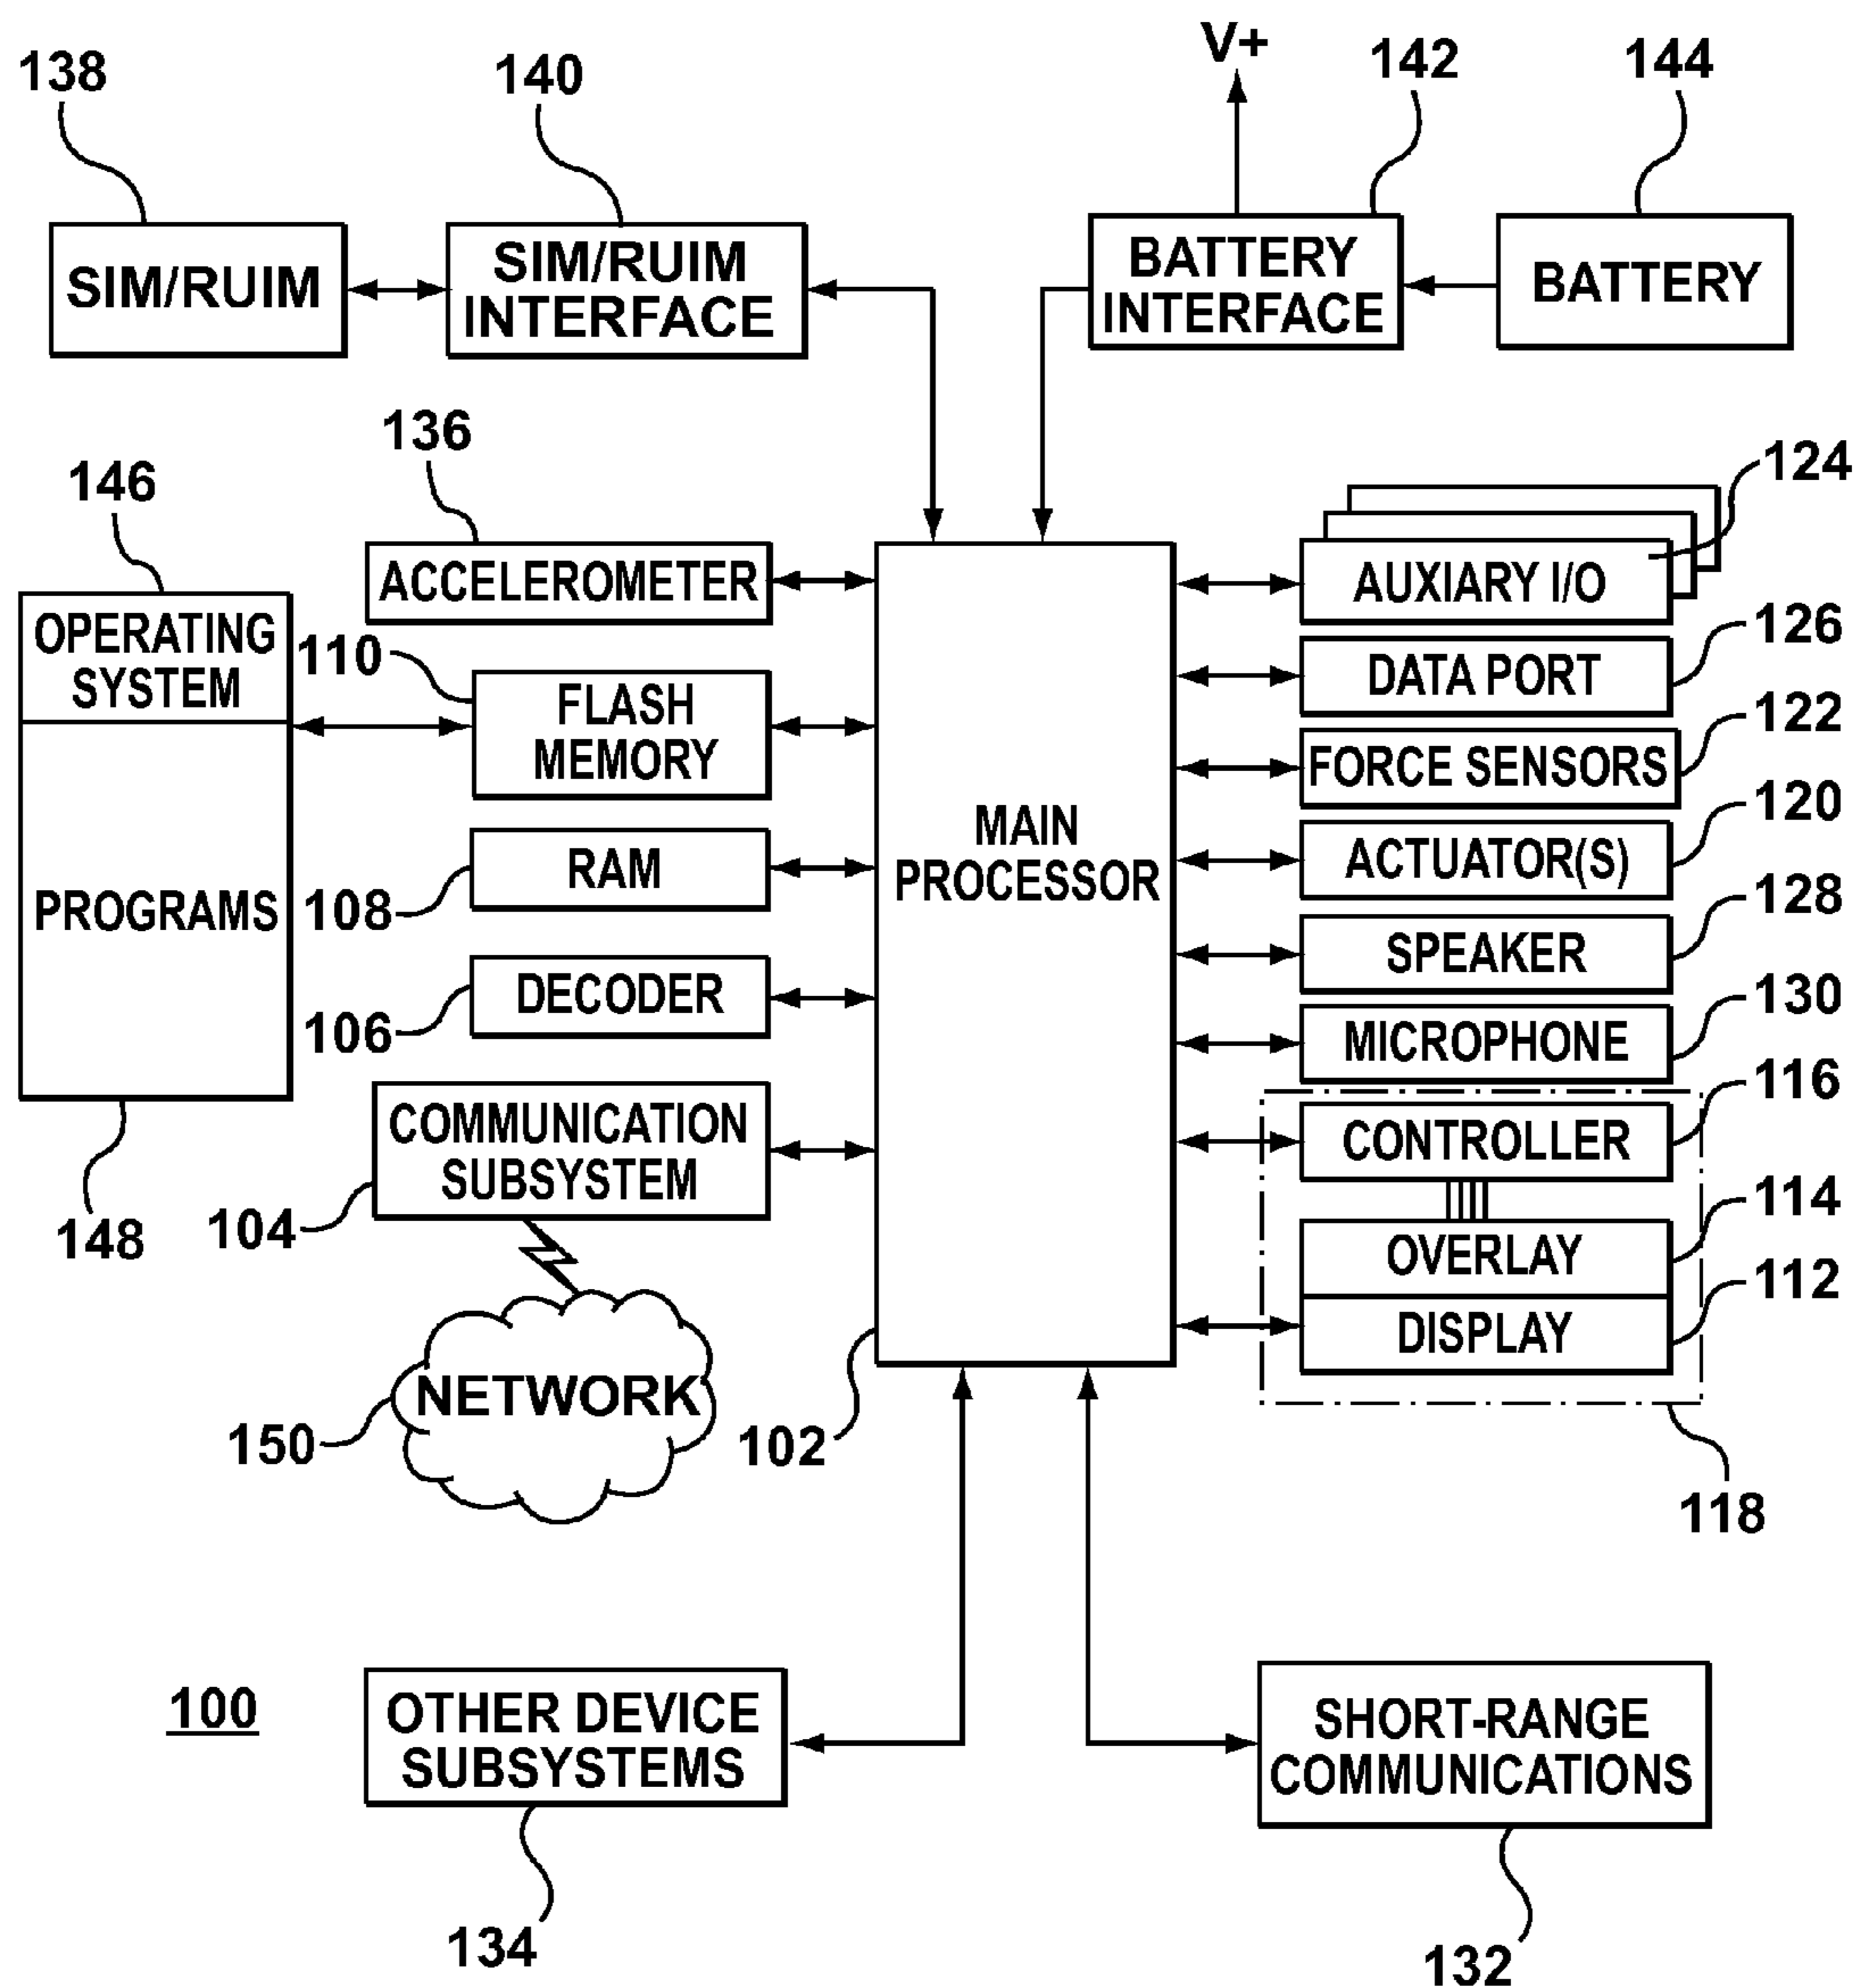 V+
138
140
142
144
SIM/RUIM
SIM/RUIM
INTERFACE
BATTERY
INTERFACE
BATTERY
136
146
124
ACCELEROMETER
AUXIARY I/O
OPERATING
SYSTEM
110
FLASH
MEMORY
126
DATA PORT
122
FORCE SENSORS
MAIN
PROCESSOR
120
ACTUATOR(S)
RAM
108
PROGRAMS
128
SPEAKER
DECODER
106
130
MICROPHONE
116
CONTROLLER
COMMUNICATION
SUBSYSTEM
104
148
114
OVERLAY
112
DISPLAY
NETWORK
150
102
118
100
OTHER DEVICE
SUBSYSTEMS
SHORT-RANGE
COMMUNICATIONS
134
132